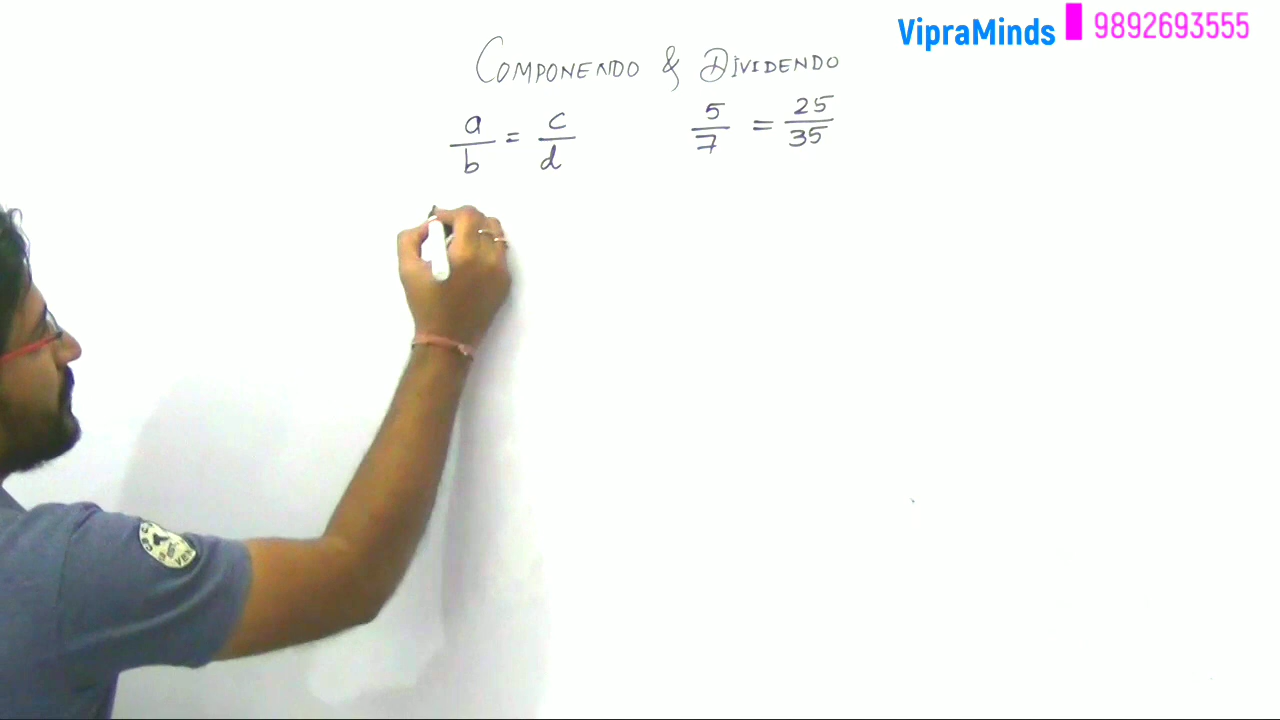 VipraMinds 9892693555
COMPONENDO & DIVIDENDO
a/b = c/d 5/7 = 25/35